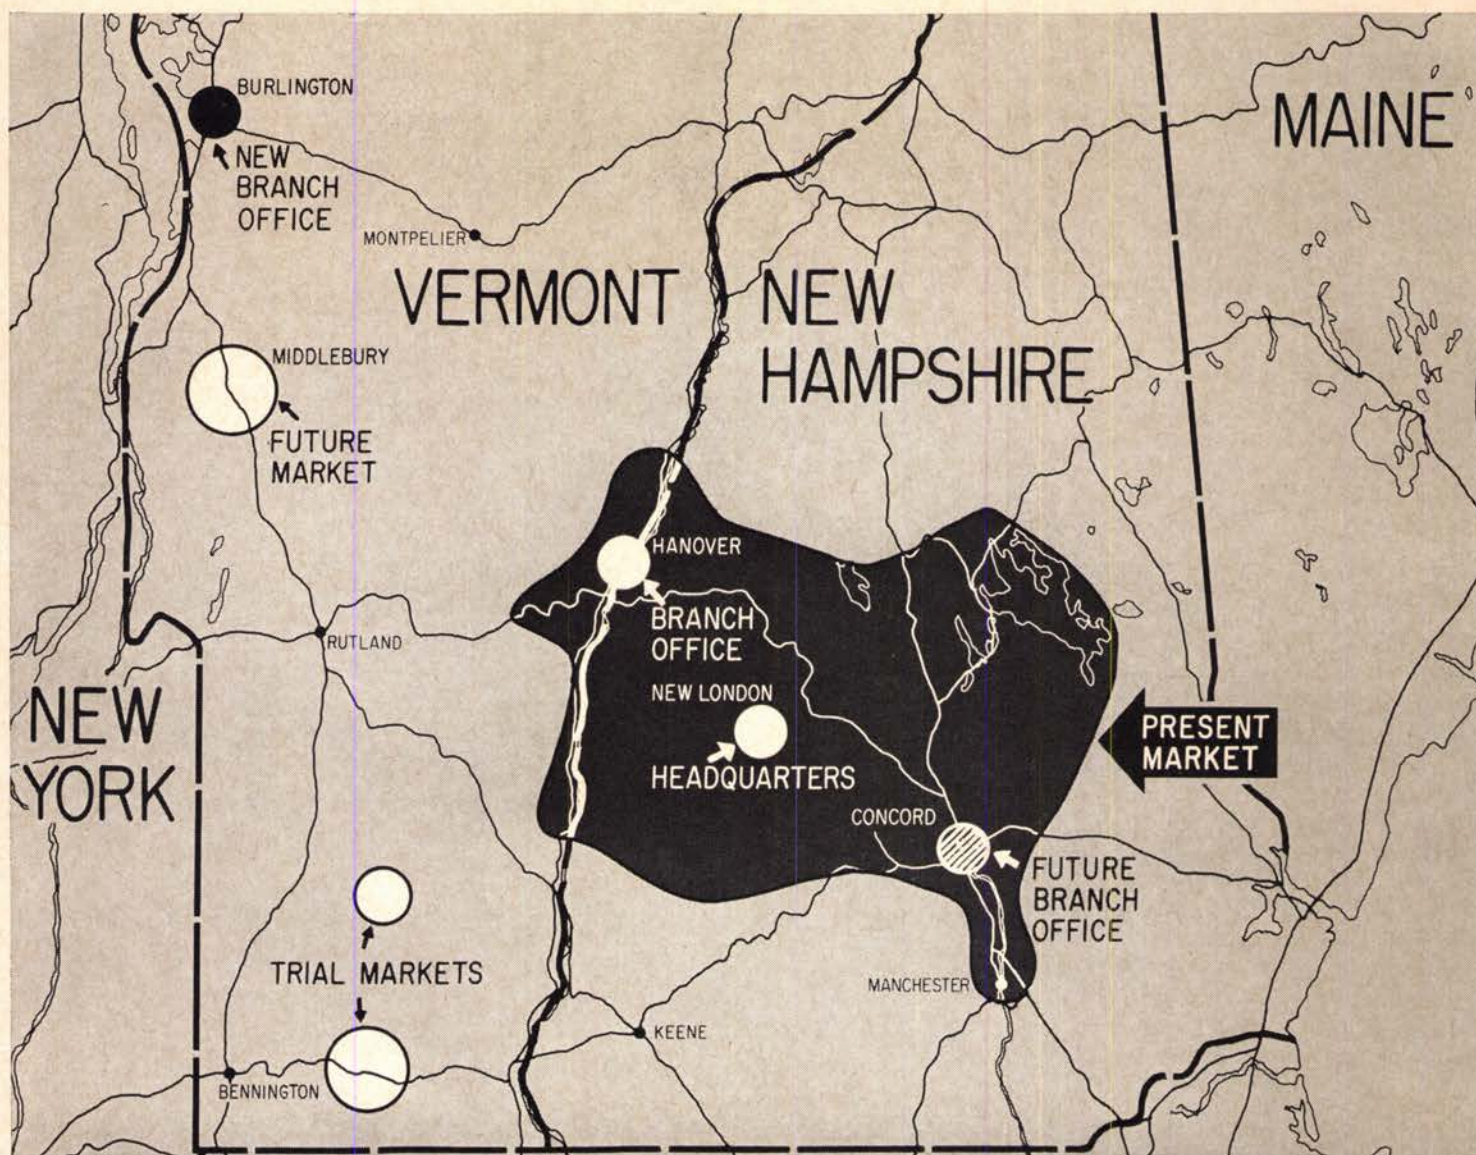 BURLINGTON
NEW
BRANCH
OFFICE
MAINE
MONTPELIER
VERMONT
NEW
HAMPSHIRE
MIDDLEBURY
FUTURE
MARKET
HANOVER
BRANCH
OFFICE
RUTLAND
NEW
YORK
NEW LONDON
HEADQUARTERS
PRESENT
MARKET
CONCORD
FUTURE
BRANCH
OFFICE
TRIAL MARKETS
MANCHESTER
KEENE
BENNINGTON